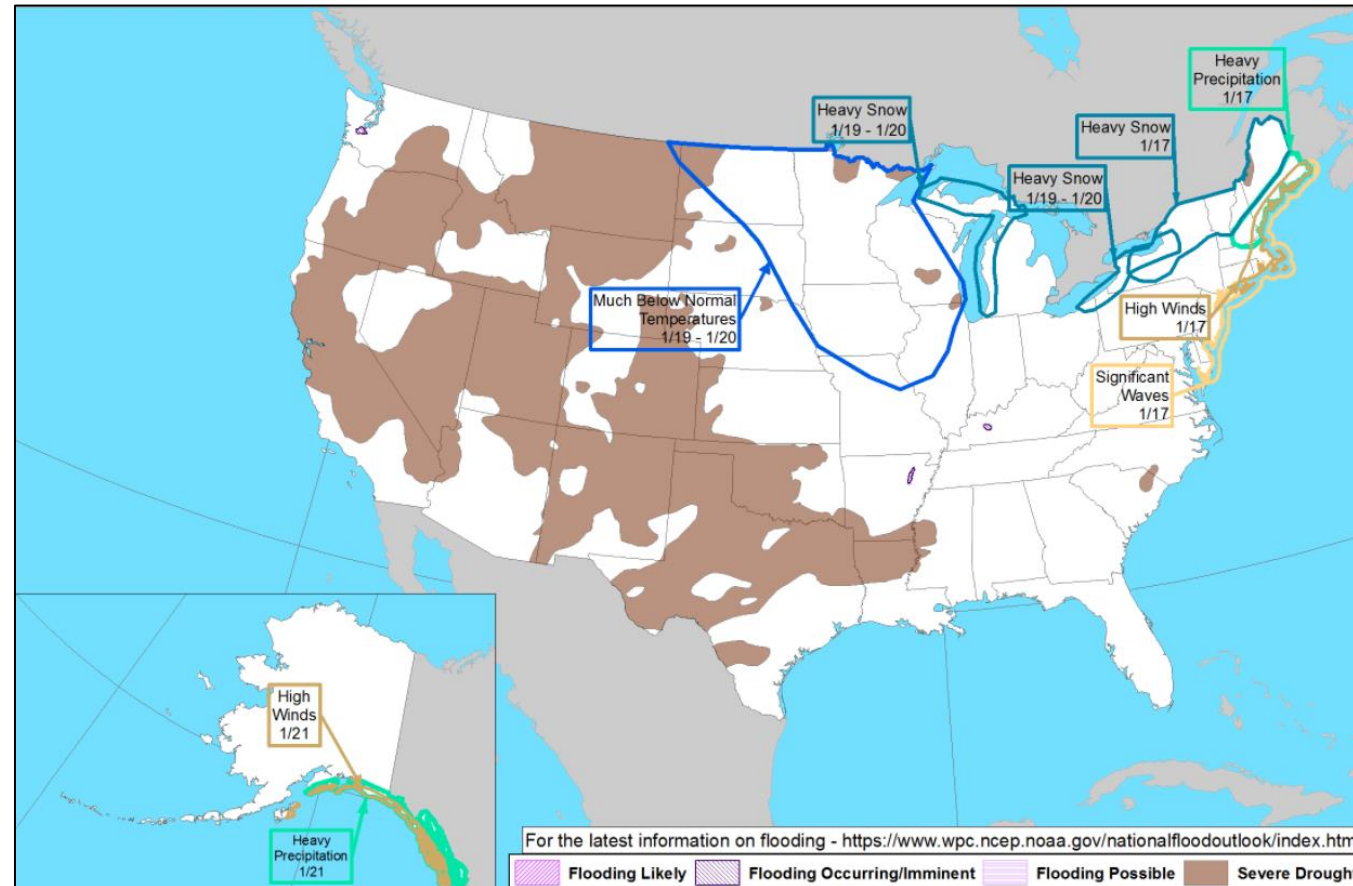 Heavy
Precipitation
1/17
Heavy Snow
1/19 - 1/20
Heavy Snow
1/17
Heavy Snow
1/19 - 1/20
Much Below Normal
Temperatures
1/19 - 1/20
High Winds
1/17
Significant
Waves
1/17
High
Winds
1/21
Heavy
Precipitation
1/21
For the latest information on flooding - https://www.wpc.ncep.noaa.gov/nationalfloodoutlook/index.htm
Flooding Likely Flooding Occurring/Imminent Flooding Possible Severe Drough